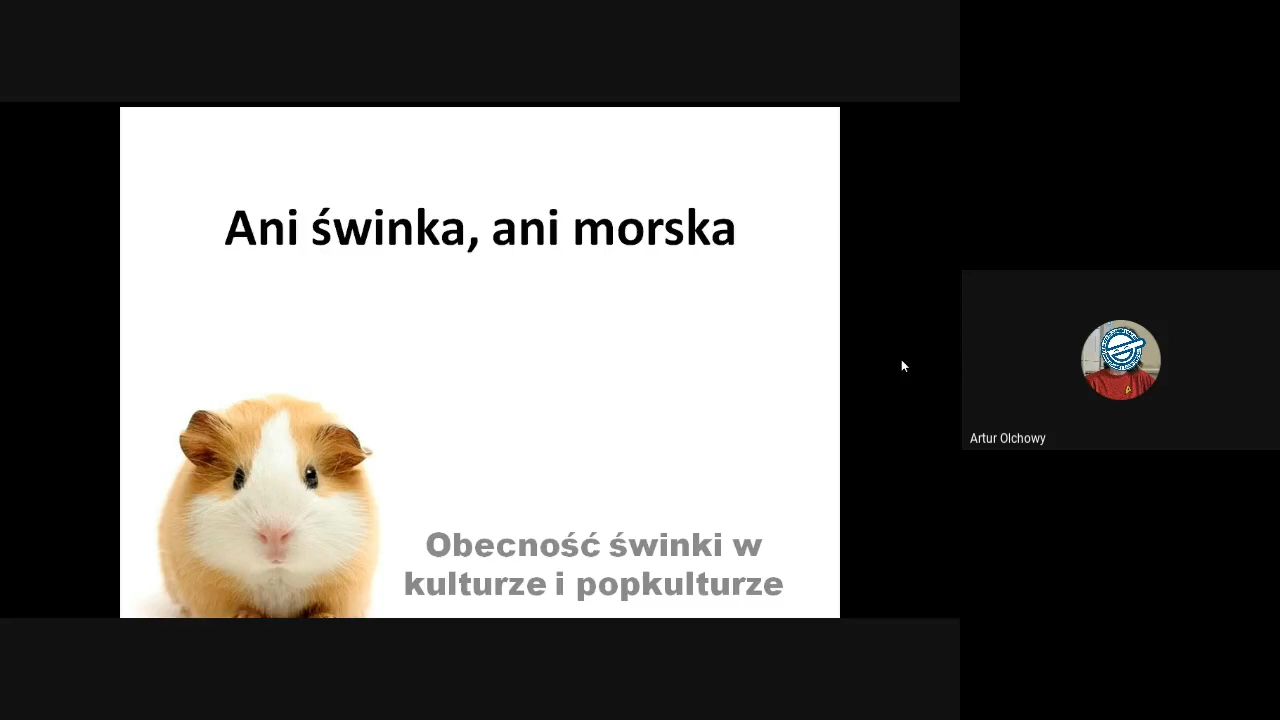 Ani świnka, ani morska
Obecność świnki w
kulturze i popkulturze
Artur Olchowy